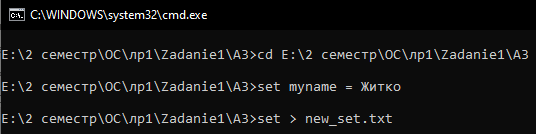 C:\WINDOWS\system32\cmd.exe
E:\2 семестр\ОС\лр1\Zadanie1\A3>cd E:\2 семестр\ОС\лр1\Zadanie1\A3
E:\2 семестр\ОС\лр1\Zadanie1\A3>set myname = Житко
E:\2 семестр\ОС\лр1\Zadanie1\A3>set > new_set.txt